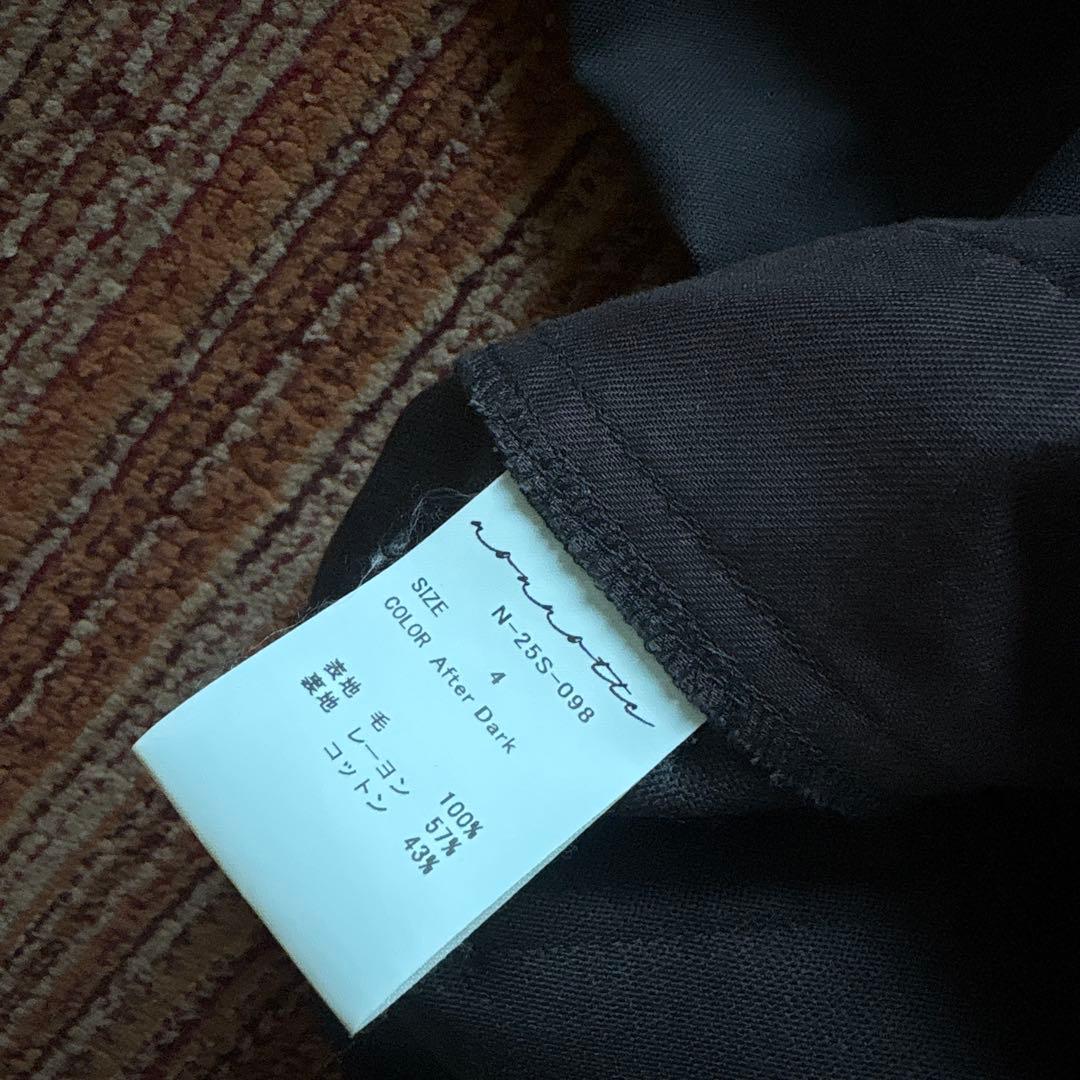 nonnotte
N-25S-098
SIZE 4
COLOR After Dark
表地 毛 100%
裏地 レーヨン 57%
コットン 43%